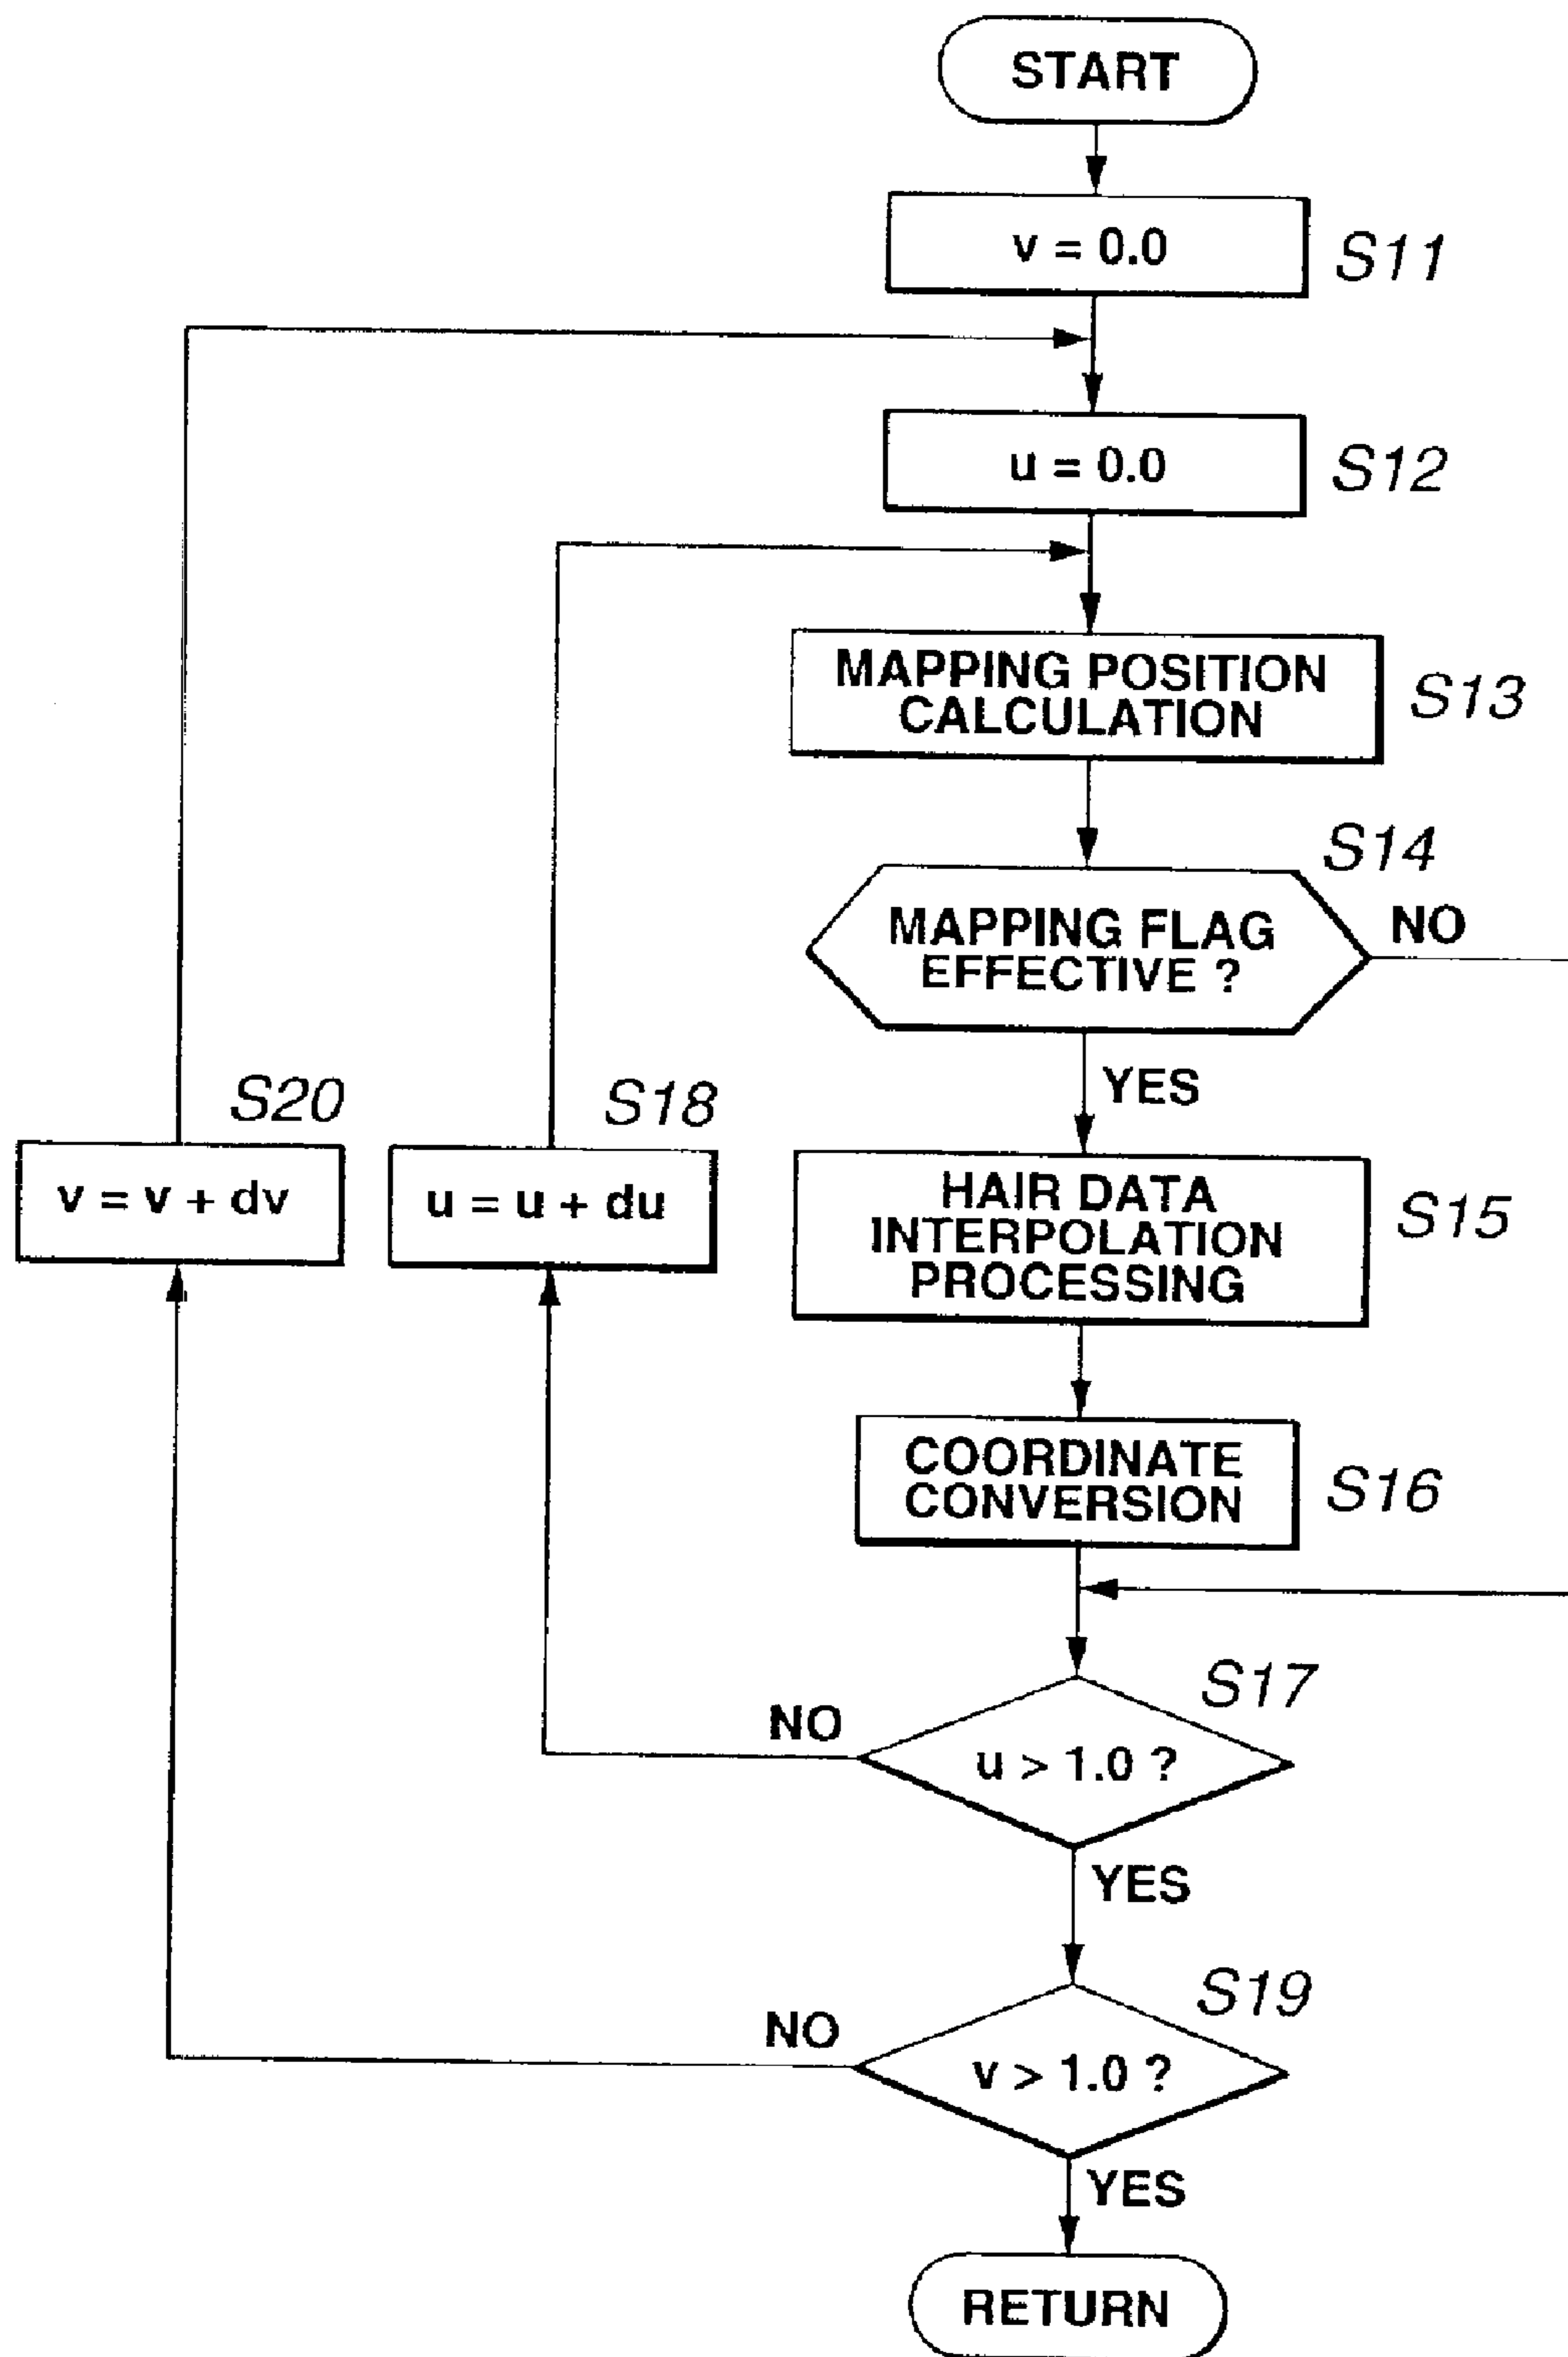 START
v = 0.0
S11
u = 0.0
S12
MAPPING POSITION
CALCULATION
S13
S14
MAPPING FLAG
EFFECTIVE ?
NO
YES
S20
S18
v = v + dv
u = u + du
HAIR DATA
INTERPOLATION
PROCESSING
S15
COORDINATE
CONVERSION
S16
S17
NO
u > 1.0 ?
YES
S19
NO
v > 1.0 ?
YES
RETURN